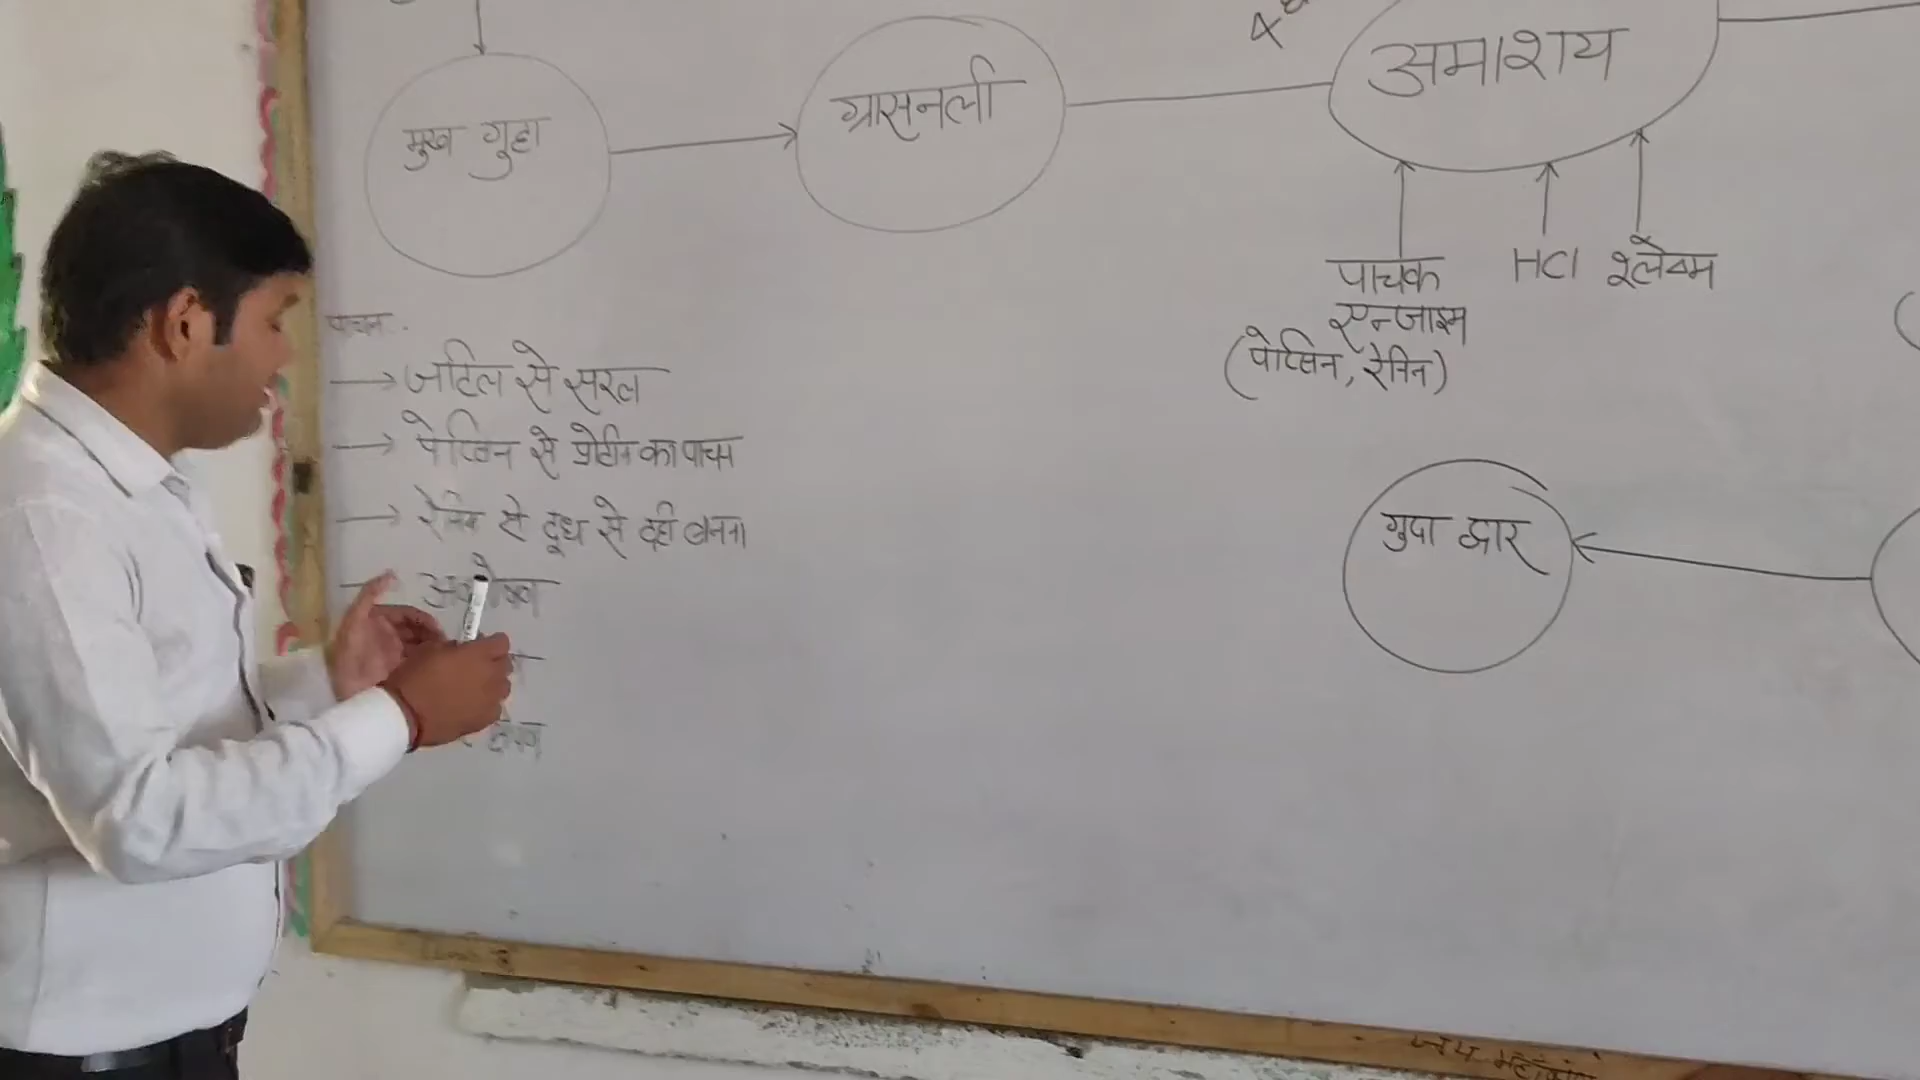 मुख गुहा
ग्रासनली
अमाशय
पाचक
एन्जाइम
(पेप्सिन, रेनिन)
HCl
श्लेष्म
पाचन :
→ जटिल से सरल
→ पेप्सिन से प्रोटीन का पाचन
→ रेनिन से दूध से दही बनना
गुदा द्वार